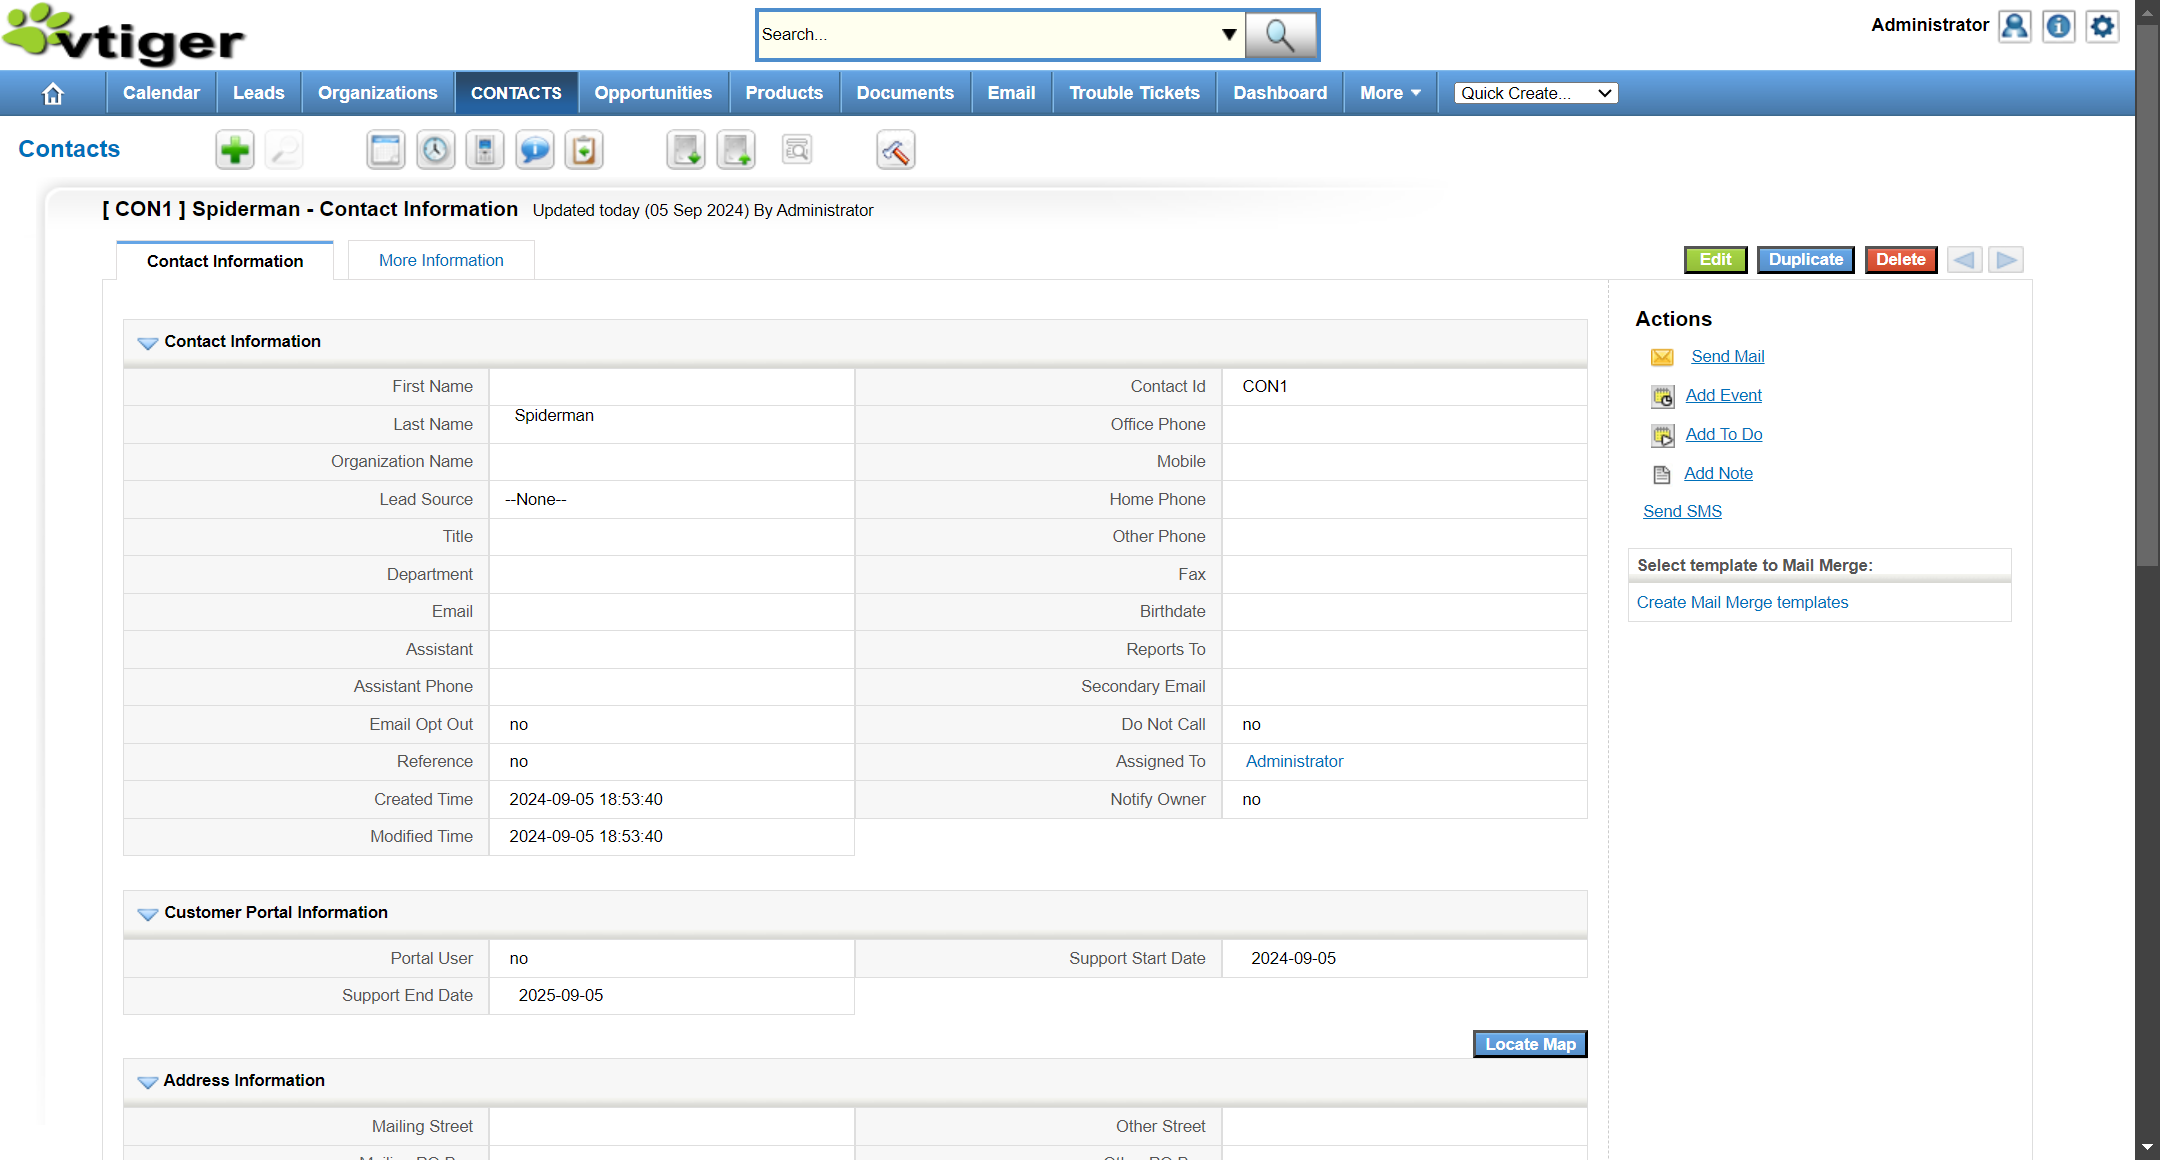 vtiger
Search...
Administrator
Calendar
Leads
Organizations
CONTACTS
Opportunities
Products
Documents
Email
Trouble Tickets
Dashboard
More
Quick Create...
Contacts
[ CON1 ] Spiderman - Contact Information Updated today (05 Sep 2024) By Administrator
Contact Information
More Information
Edit
Duplicate
Delete
Contact Information
First Name
Contact Id CON1
Last Name Spiderman
Office Phone
Organization Name
Mobile
Lead Source --None--
Home Phone
Title
Other Phone
Department
Fax
Email
Birthdate
Assistant
Reports To
Assistant Phone
Secondary Email
Email Opt Out no
Do Not Call no
Reference no
Assigned To Administrator
Created Time 2024-09-05 18:53:40
Notify Owner no
Modified Time 2024-09-05 18:53:40
Customer Portal Information
Portal User no
Support Start Date 2024-09-05
Support End Date 2025-09-05
Locate Map
Address Information
Mailing Street
Other Street
Actions
Send Mail
Add Event
Add To Do
Add Note
Send SMS
Select template to Mail Merge:
Create Mail Merge templates